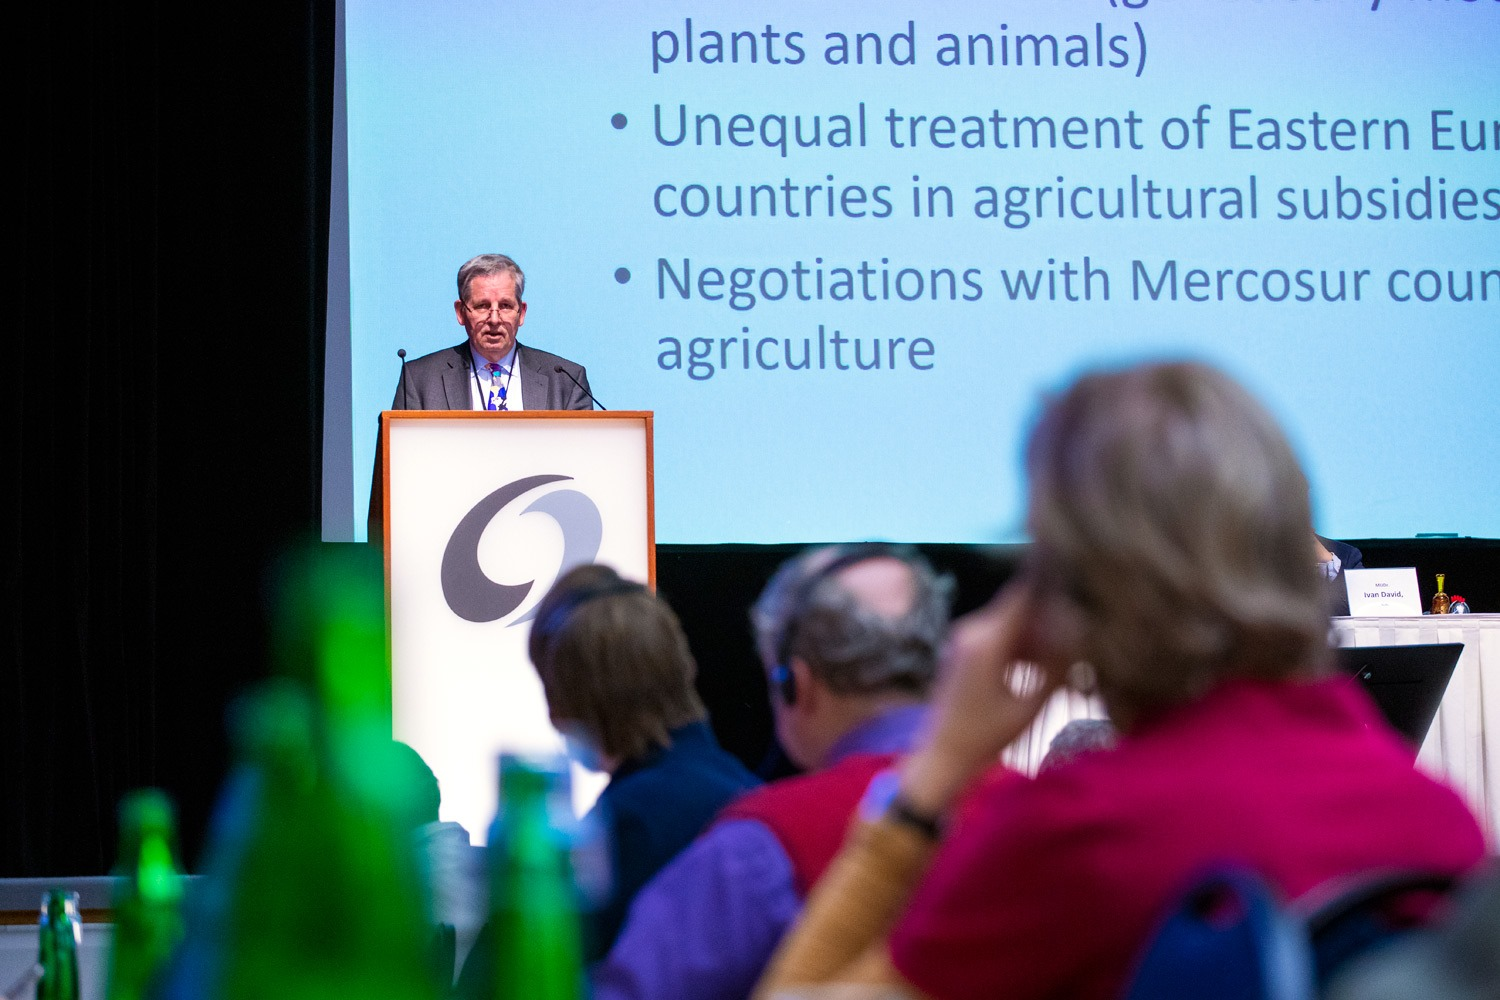 plants and animals)
• Unequal treatment of Eastern Eur
countries in agricultural subsidies
• Negotiations with Mercosur coun
agriculture
MUDr.
Ivan David,